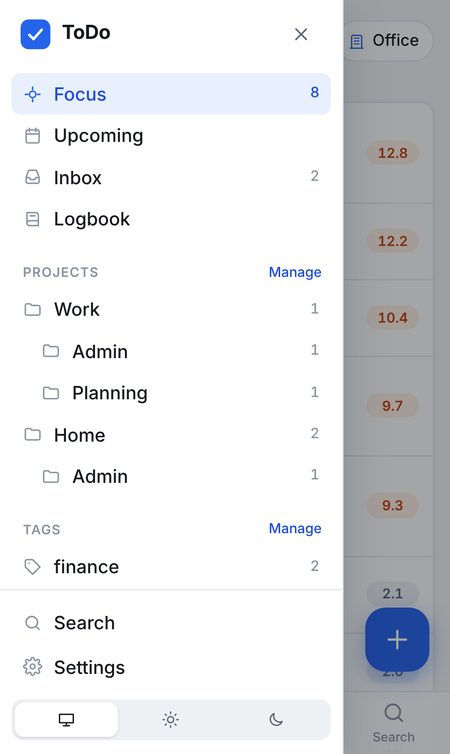 ToDo
Office
Focus 8
12.8
Upcoming
Inbox 2
Logbook
12.2
PROJECTS Manage
Work 1
10.4
Admin 1
Planning 1
9.7
Home 2
Admin 1
9.3
TAGS Manage
finance 2
2.1
Search
Settings
2.0
Search